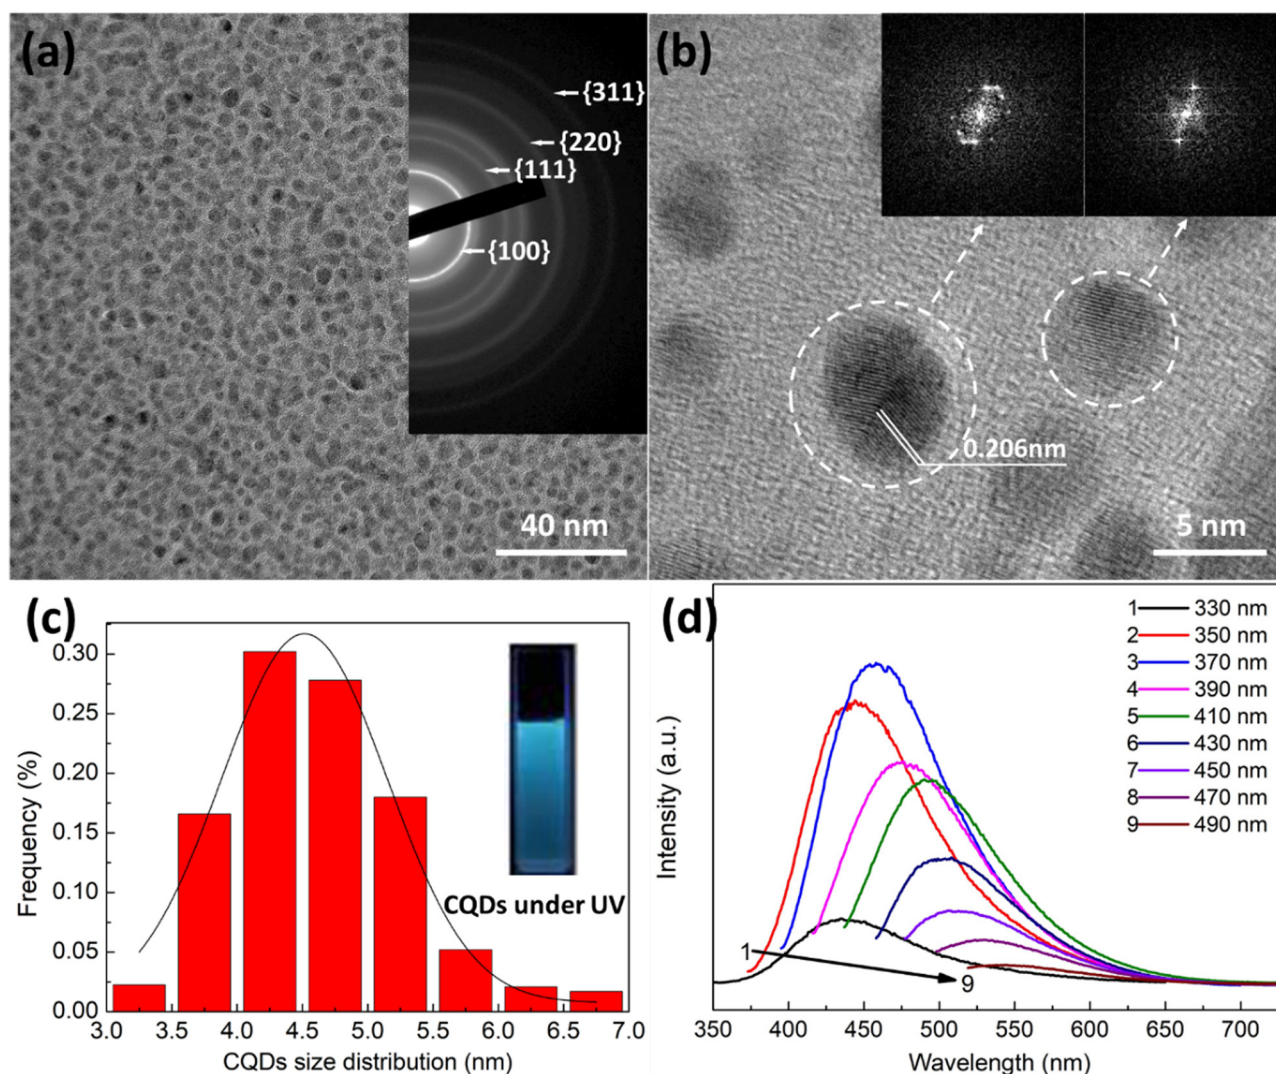 (a)
{311}
{220}
{111}
{100}
40 nm
(b)
0.206nm
5 nm
(c)
Frequency (%)
0.30
0.25
0.20
0.15
0.10
0.05
0.00
3.0 3.5 4.0 4.5 5.0 5.5 6.0 6.5 7.0
CQDs size distribution (nm)
CQDs under UV
(d)
Intensity (a.u.)
1 330 nm
2 350 nm
3 370 nm
4 390 nm
5 410 nm
6 430 nm
7 450 nm
8 470 nm
9 490 nm
1
9
350 400 450 500 550 600 650 700
Wavelength (nm)